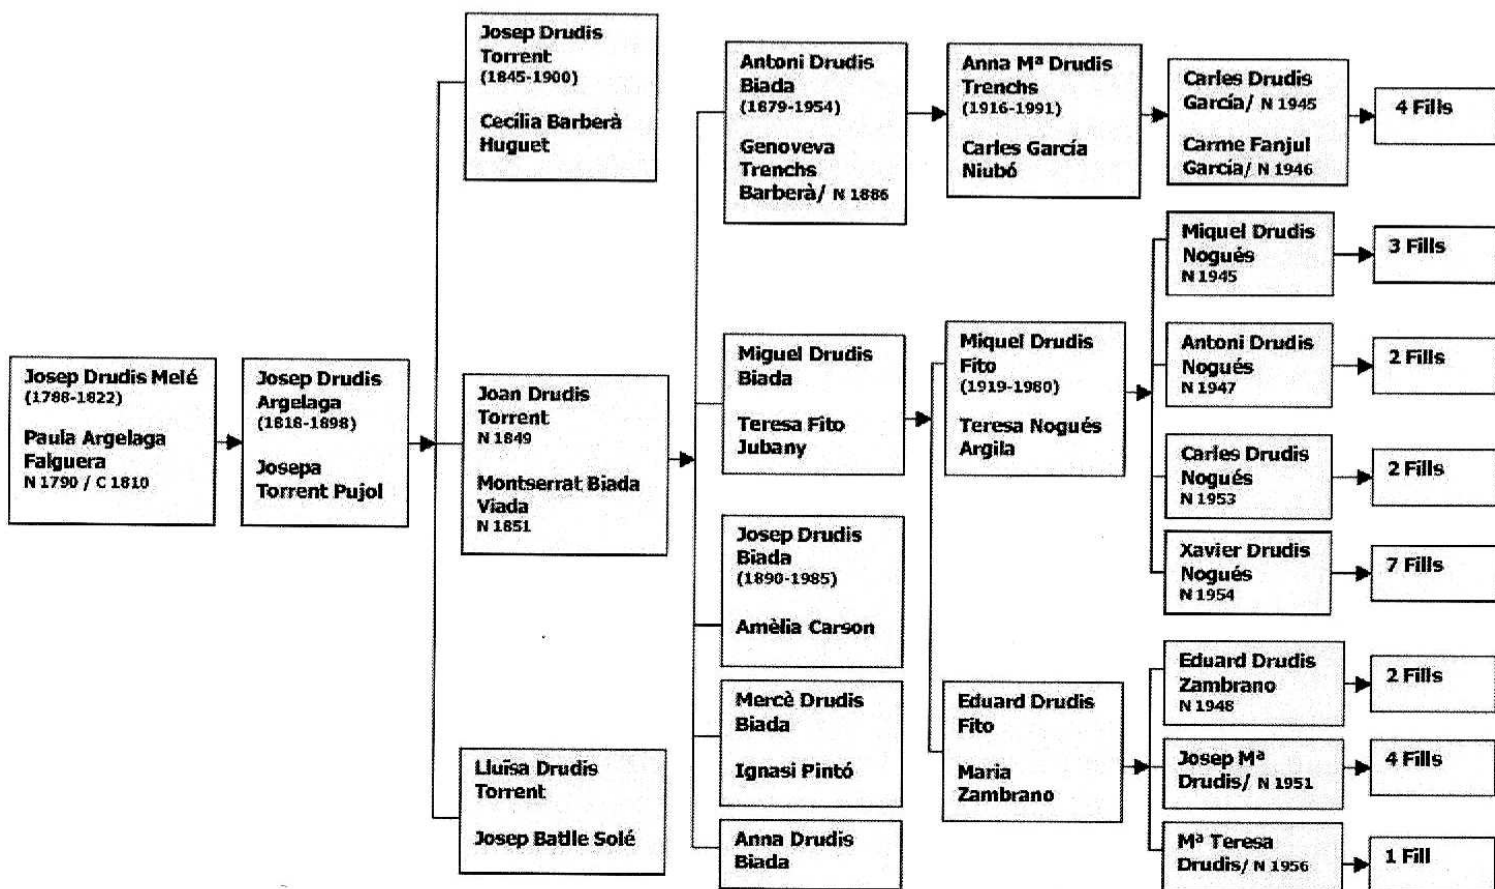 Josep Drudis Melé
(1788-1822)
Paula Argelaga
Falguera
N 1790 / C 1810
Josep Drudis
Argelaga
(1818-1898)
Josepa
Torrent Pujol
Josep Drudis
Torrent
(1845-1900)
Cecília Barberà
Huguet
Joan Drudis
Torrent
N 1849
Montserrat Biada
Viada
N 1851
Lluïsa Drudis
Torrent
Josep Batlle Solé
Antoni Drudis
Biada
(1879-1954)
Genoveva
Trenchs
Barberà/ N 1886
Miguel Drudis
Biada
Teresa Fito
Jubany
Josep Drudis
Biada
(1890-1985)
Amèlia Carson
Mercè Drudis
Biada
Ignasi Pintó
Anna Drudis
Biada
Anna Mª Drudis
Trenchs
(1916-1991)
Carles García
Niubó
Miquel Drudis
Fito
(1919-1980)
Teresa Nogués
Argila
Eduard Drudis
Fito
Maria
Zambrano
Carles Drudis
García/ N 1945
Carme Fanjul
García/ N 1946
Miquel Drudis
Nogués
N 1945
Antoni Drudis
Nogués
N 1947
Carles Drudis
Nogués
N 1953
Xavier Drudis
Nogués
N 1954
Eduard Drudis
Zambrano
N 1948
Josep Mª
Drudis/ N 1951
Mª Teresa
Drudis/ N 1956
4 Fills
3 Fills
2 Fills
2 Fills
7 Fills
2 Fills
4 Fills
1 Fill